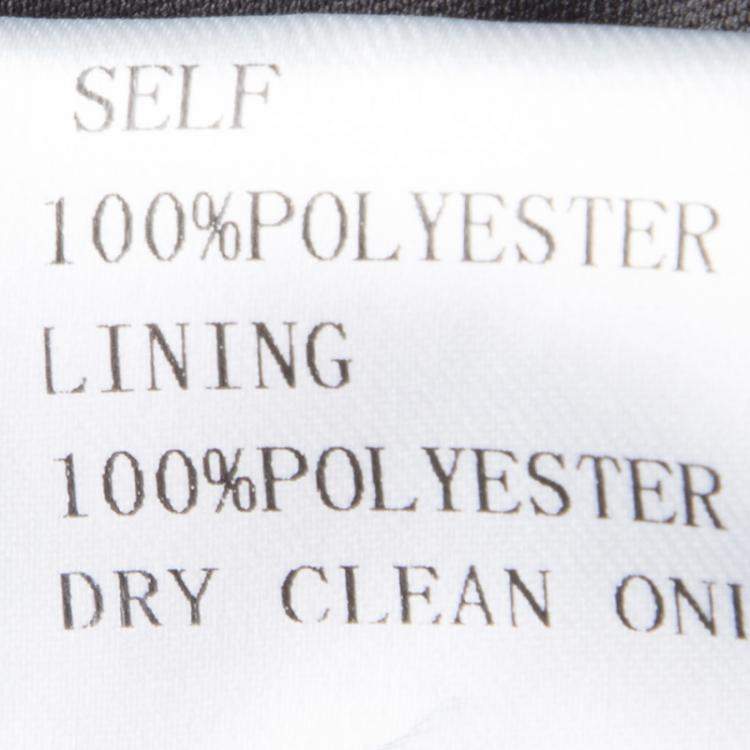 SELF
100%POLYESTER
LINING
100%POLYESTER
DRY CLEAN